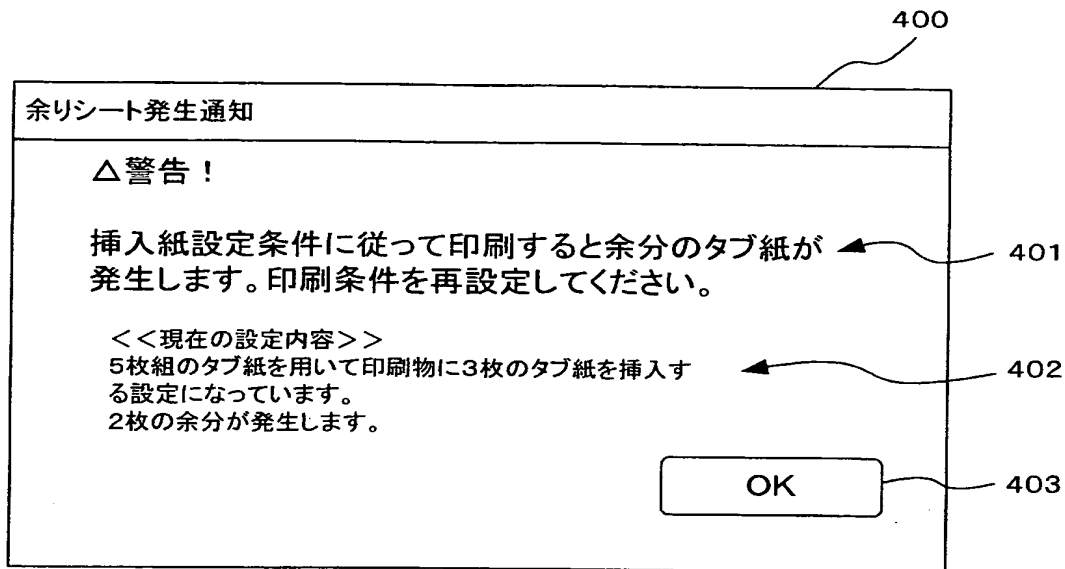 400
余りシート発生通知
△警告！
挿入紙設定条件に従って印刷すると余分のタブ紙が
発生します。印刷条件を再設定してください。
401
＜＜現在の設定内容＞＞
5枚組のタブ紙を用いて印刷物に3枚のタブ紙を挿入す
る設定になっています。
2枚の余分が発生します。
402
OK
403